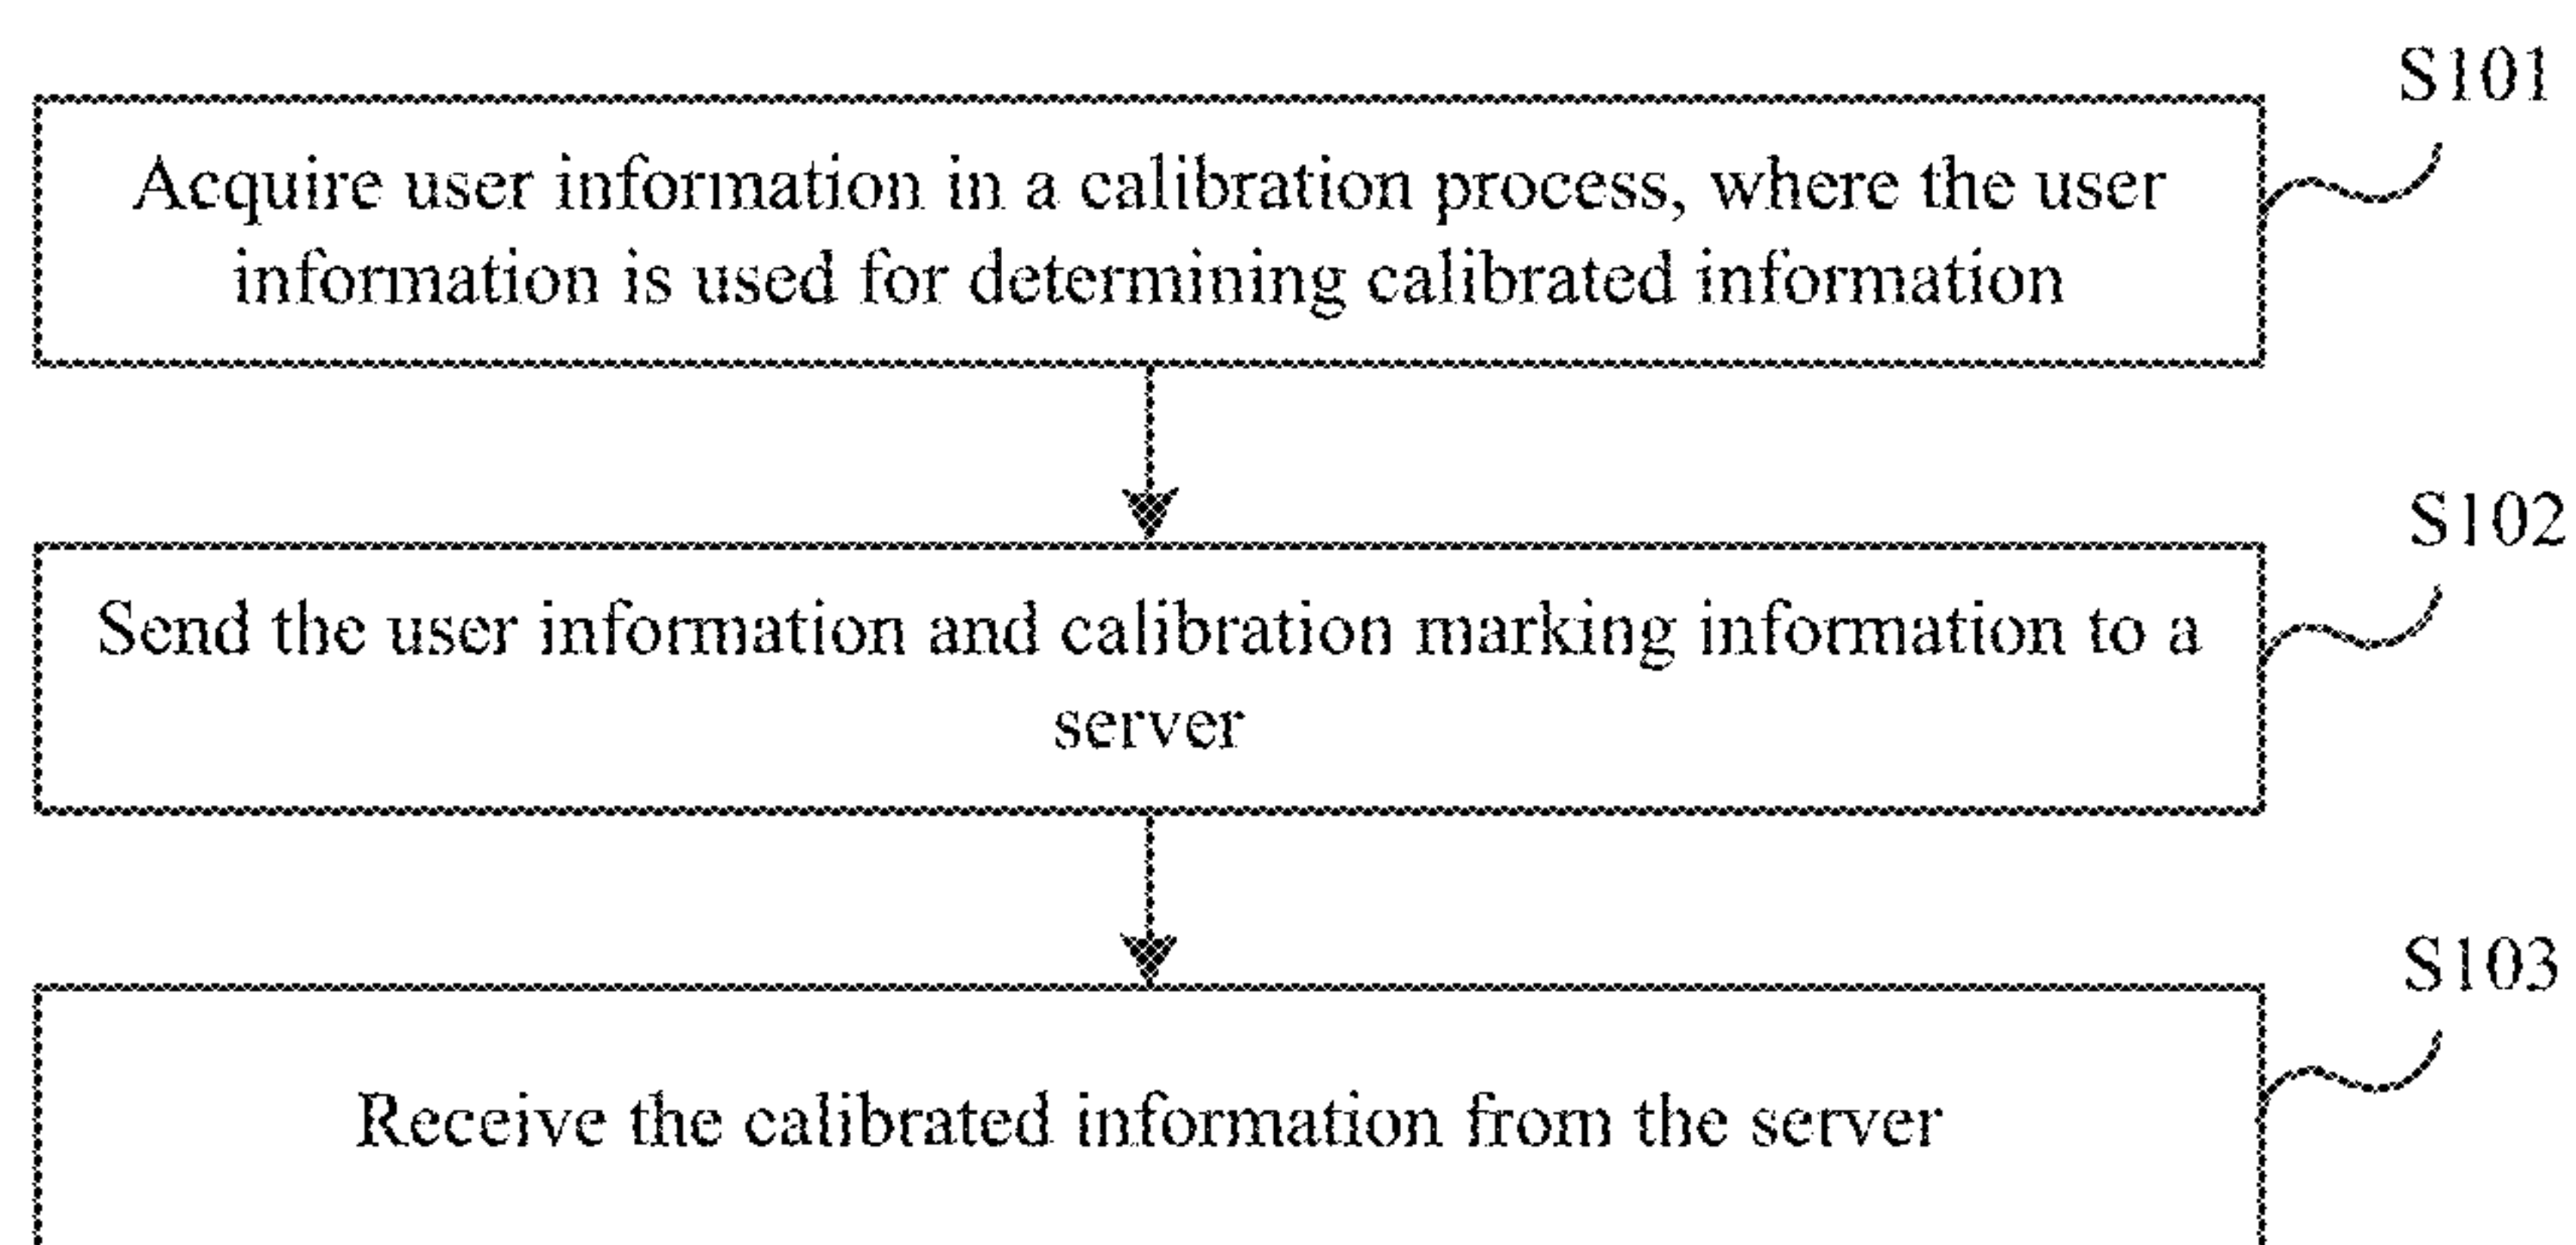 S101
Acquire user information in a calibration process, where the user
information is used for determining calibrated information
S102
Send the user information and calibration marking information to a
server
S103
Receive the calibrated information from the server